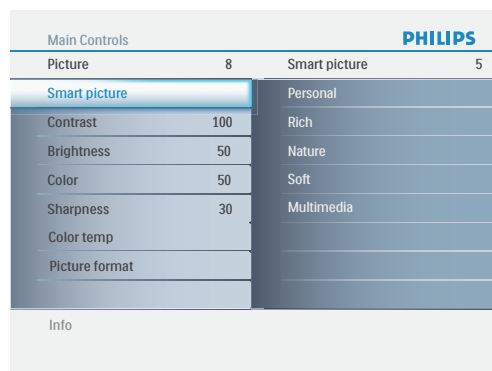 Main Controls PHILIPS
Picture 8 Smart picture 5
Smart picture Personal
Contrast 100 Rich
Brightness 50 Nature
Color 50 Soft
Sharpness 30 Multimedia
Color temp
Picture format
Info